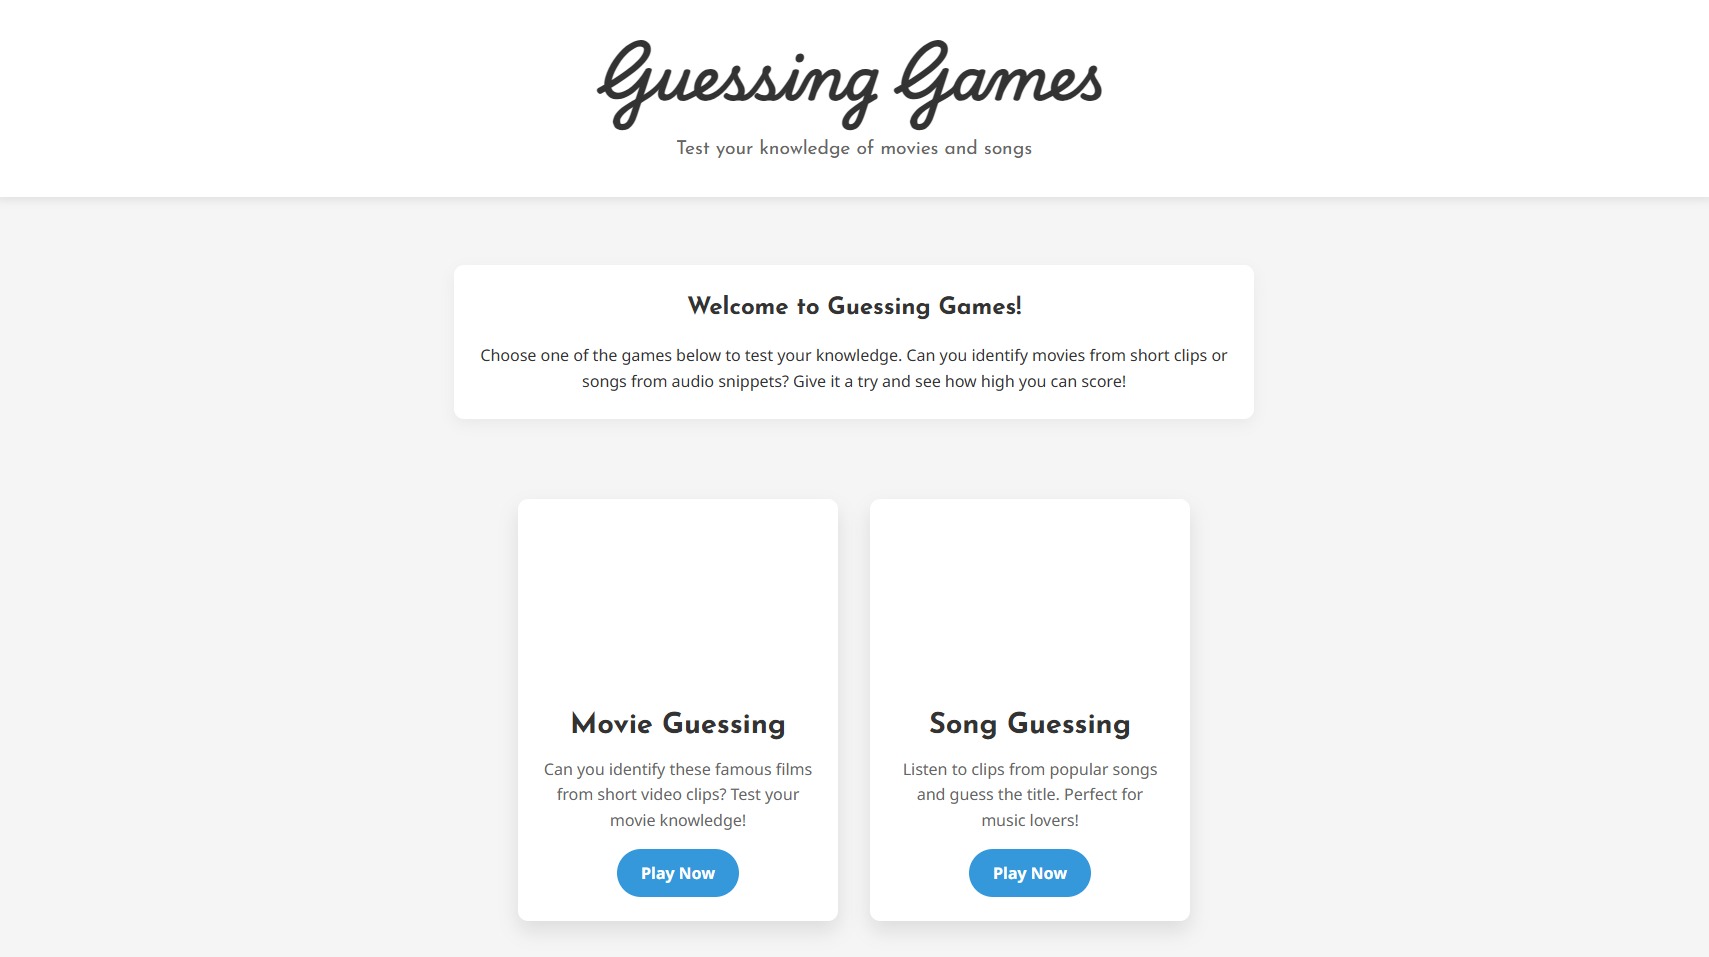 Guessing Games
Test your knowledge of movies and songs
Welcome to Guessing Games!
Choose one of the games below to test your knowledge. Can you identify movies from short clips or
songs from audio snippets? Give it a try and see how high you can score!
Movie Guessing
Can you identify these famous films
from short video clips? Test your
movie knowledge!
Play Now
Song Guessing
Listen to clips from popular songs
and guess the title. Perfect for
music lovers!
Play Now